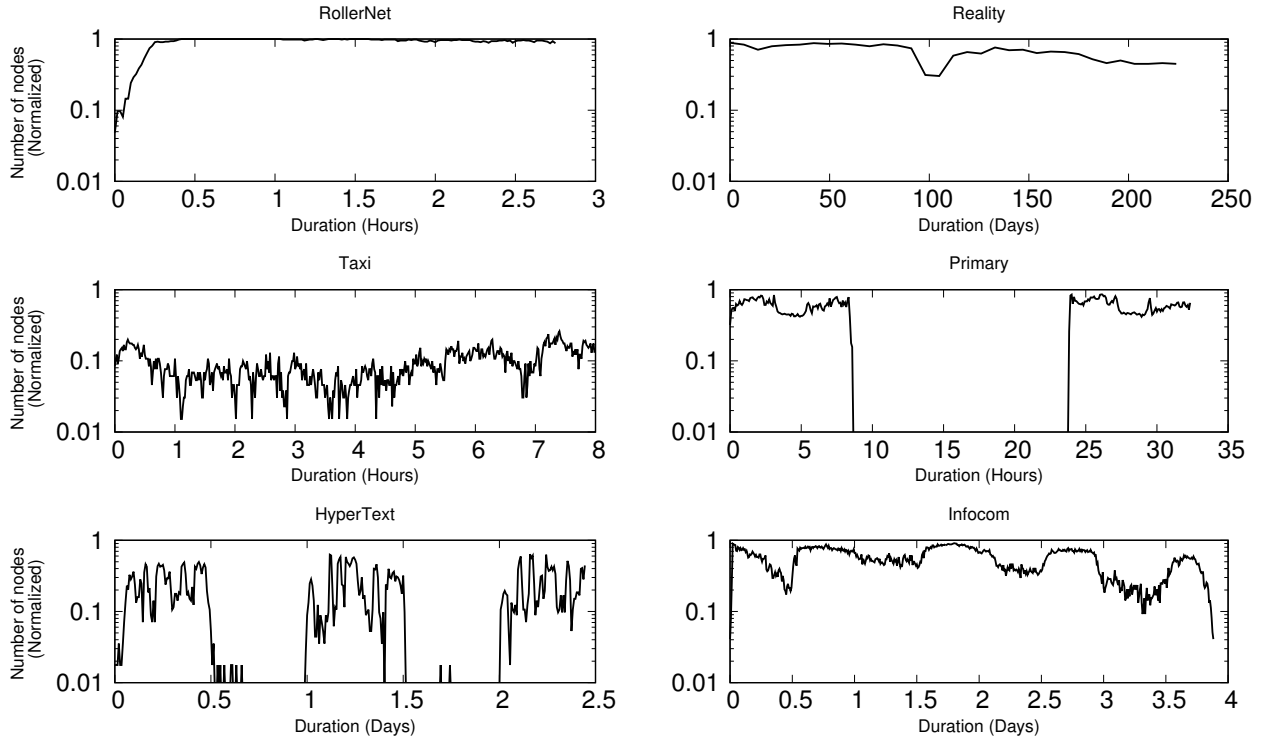 RollerNet
Number of nodes
(Normalized)
1
0.1
0.01
0 0.5 1 1.5 2 2.5 3
Duration (Hours)
Reality
1
0.1
0.01
0 50 100 150 200 250
Duration (Days)
Taxi
Number of nodes
(Normalized)
1
0.1
0.01
0 1 2 3 4 5 6 7 8
Duration (Hours)
Primary
1
0.1
0.01
0 5 10 15 20 25 30 35
Duration (Hours)
HyperText
Number of nodes
(Normalized)
1
0.1
0.01
0 0.5 1 1.5 2 2.5
Duration (Days)
Infocom
1
0.1
0.01
0 0.5 1 1.5 2 2.5 3 3.5 4
Duration (Days)